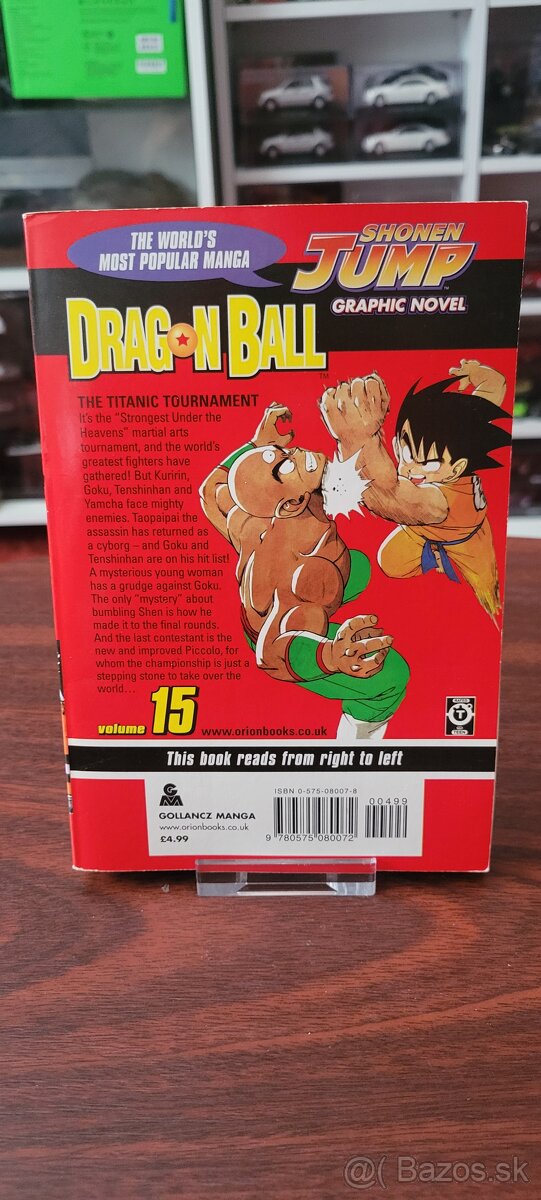 THE WORLD'S
MOST POPULAR MANGA
SHONEN
JUMP
GRAPHIC NOVEL
DRAGON BALL
TM
THE TITANIC TOURNAMENT
It's the "Strongest Under the
Heavens" martial arts
tournament, and the world's
greatest fighters have
gathered! But Kuririn,
Goku, Tenshinhan and
Yamcha face mighty
enemies. Taopaipai the
assassin has returned as
a cyborg – and Goku and
Tenshinhan are on his hit list!
A mysterious young woman
has a grudge against Goku.
The only "mystery" about
bumbling Shen is how he
made it to the final rounds.
And the last contestant is the
new and improved Piccolo, for
whom the championship is just a
stepping stone to take over the
world...
volume 15
www.orionbooks.co.uk
RATED
T
TEEN
This book reads from right to left
GM
GOLLANCZ MANGA
www.orionbooks.co.uk
£4.99
ISBN 0-575-08007-8
00499
9 780575 080072
@( Bazos.sk